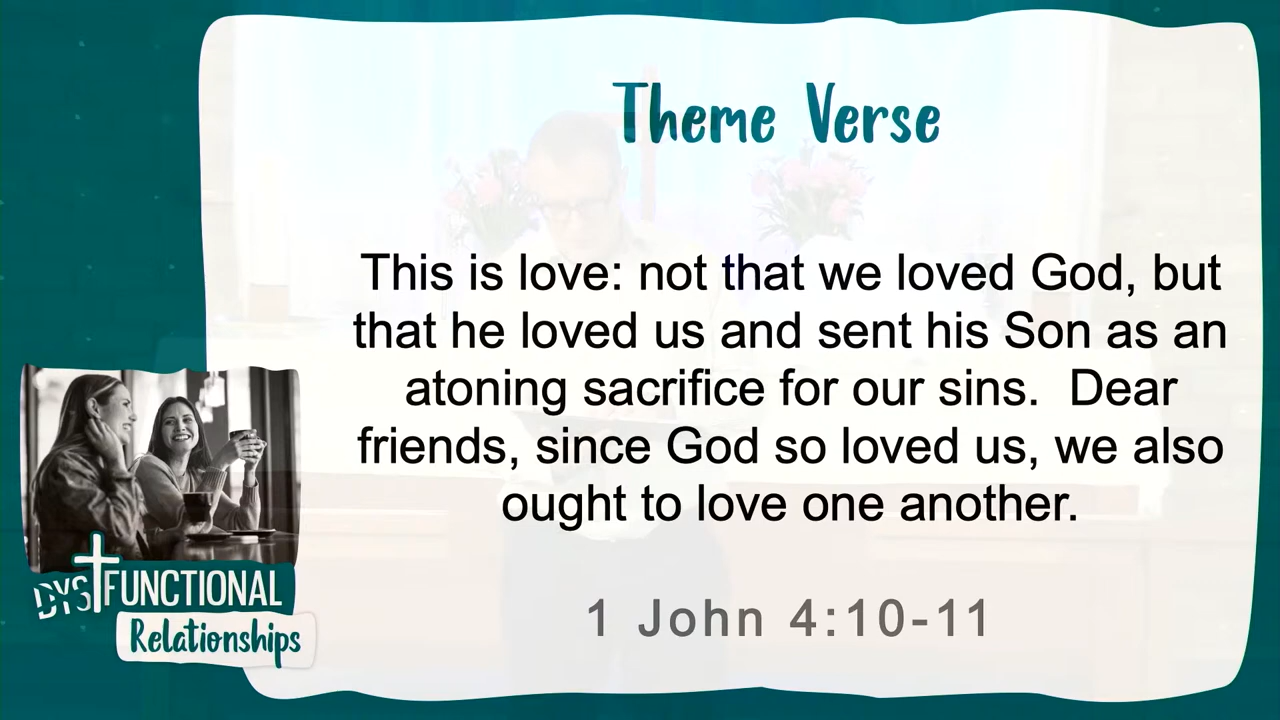 Theme Verse
This is love: not that we loved God, but
that he loved us and sent his Son as an
atoning sacrifice for our sins.  Dear
friends, since God so loved us, we also
ought to love one another.
1 John 4:10-11
DYSFUNCTIONAL
Relationships